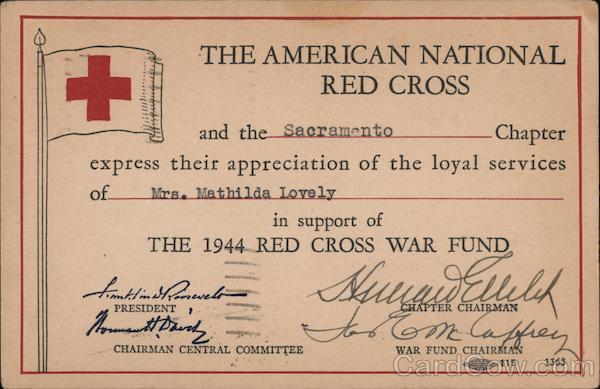 THE AMERICAN NATIONAL
RED CROSS
and the Sacramento Chapter
express their appreciation of the loyal services
of Mrs. Mathilda Lovely
in support of
THE 1944 RED CROSS WAR FUND
Franklin D Roosevelt
PRESIDENT
CHAPTER CHAIRMAN
Norman H. Davis
CHAIRMAN CENTRAL COMMITTEE
WAR FUND CHAIRMAN
115 1363
CardCow.com